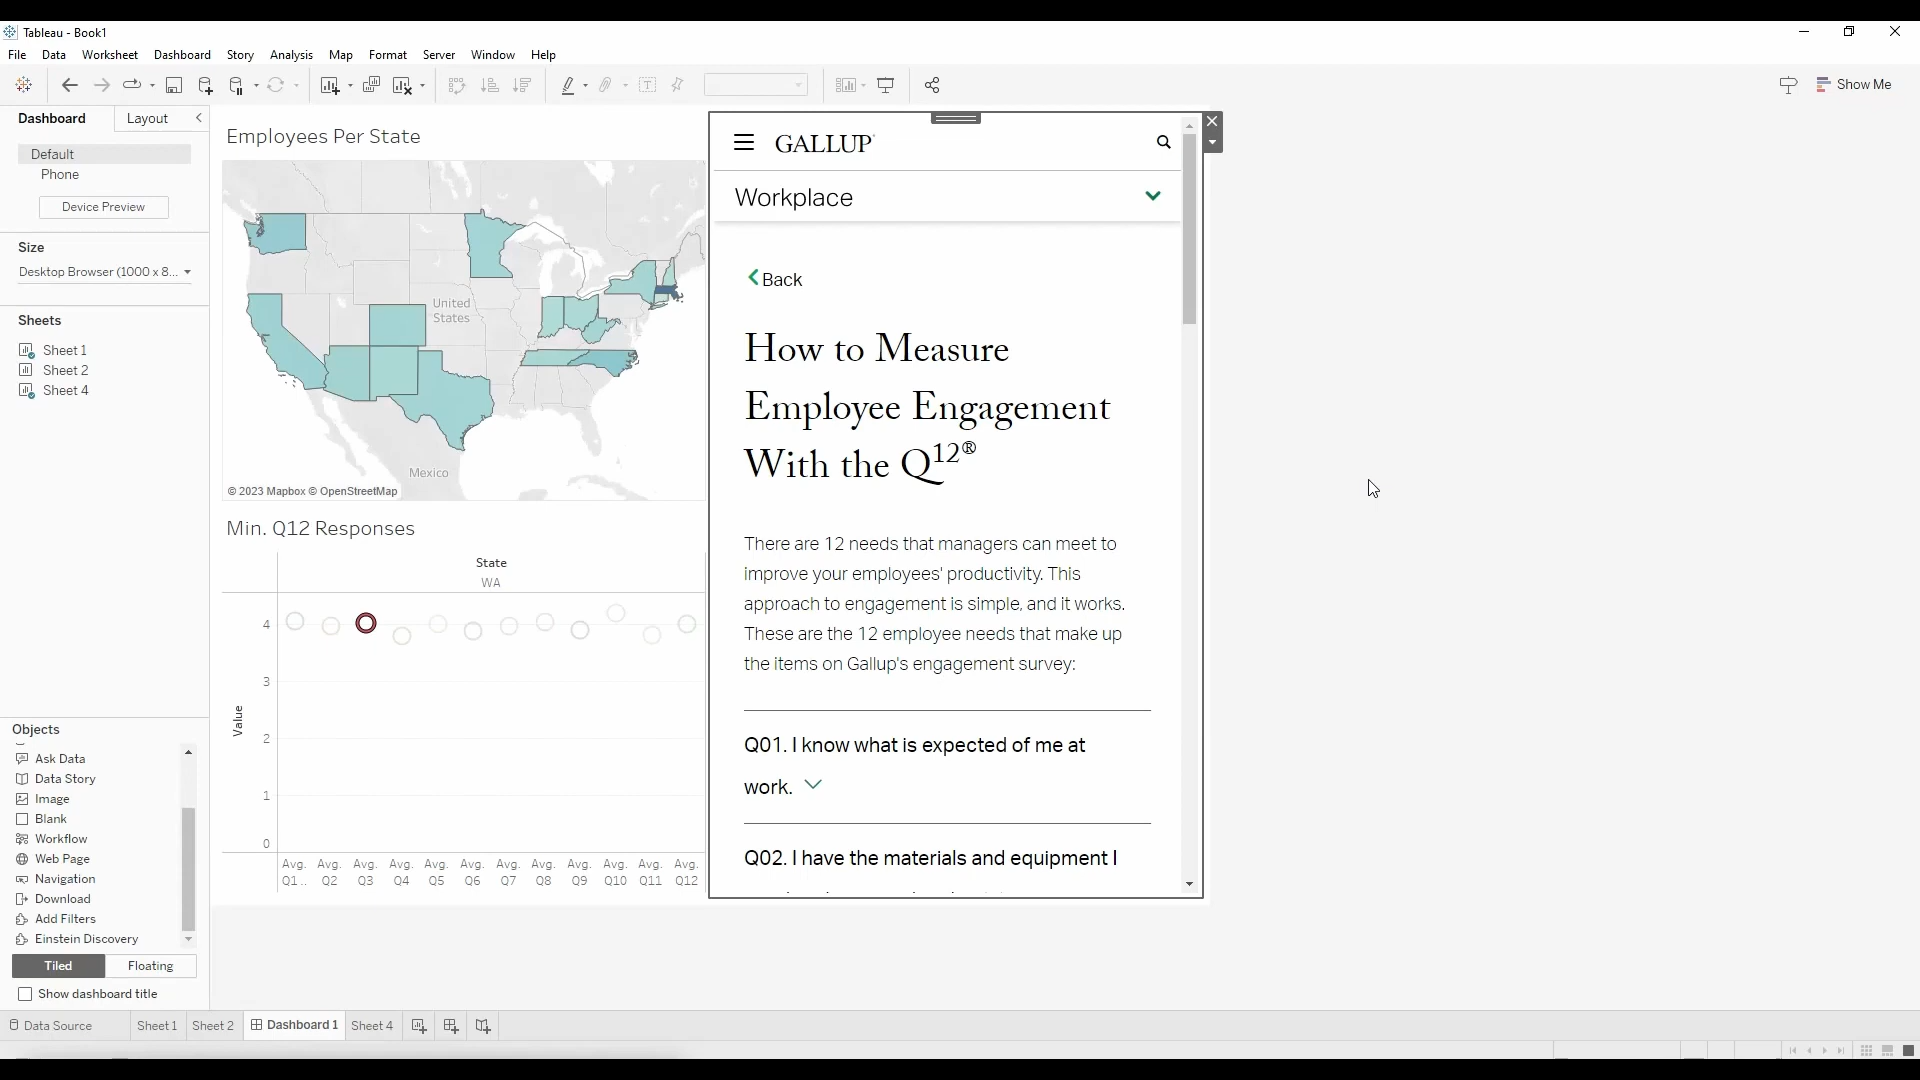 Tableau - Book1
File Data Worksheet Dashboard Story Analysis Map Format Server Window Help
Show Me
Dashboard Layout
Default
Phone
Device Preview
Size
Desktop Browser (1000 x 8...
Sheets
Sheet 1
Sheet 2
Sheet 4
Objects
Ask Data
Data Story
Image
Blank
Workflow
Web Page
Navigation
Download
Add Filters
Einstein Discovery
Tiled Floating
Show dashboard title
Employees Per State
United
States
Mexico
© 2023 Mapbox © OpenStreetMap
Min. Q12 Responses
State
WA
Value
4
3
2
1
0
Avg. Avg. Avg. Avg. Avg. Avg. Avg. Avg. Avg. Avg. Avg. Avg.
Q1 .. Q2 Q3 Q4 Q5 Q6 Q7 Q8 Q9 Q10 Q11 Q12
GALLUP
Workplace
Back
How to Measure
Employee Engagement
With the Q12®
There are 12 needs that managers can meet to
improve your employees' productivity. This
approach to engagement is simple, and it works.
These are the 12 employee needs that make up
the items on Gallup's engagement survey:
Q01. I know what is expected of me at
work.
Q02. I have the materials and equipment I
Data Source Sheet 1 Sheet 2 Dashboard 1 Sheet 4